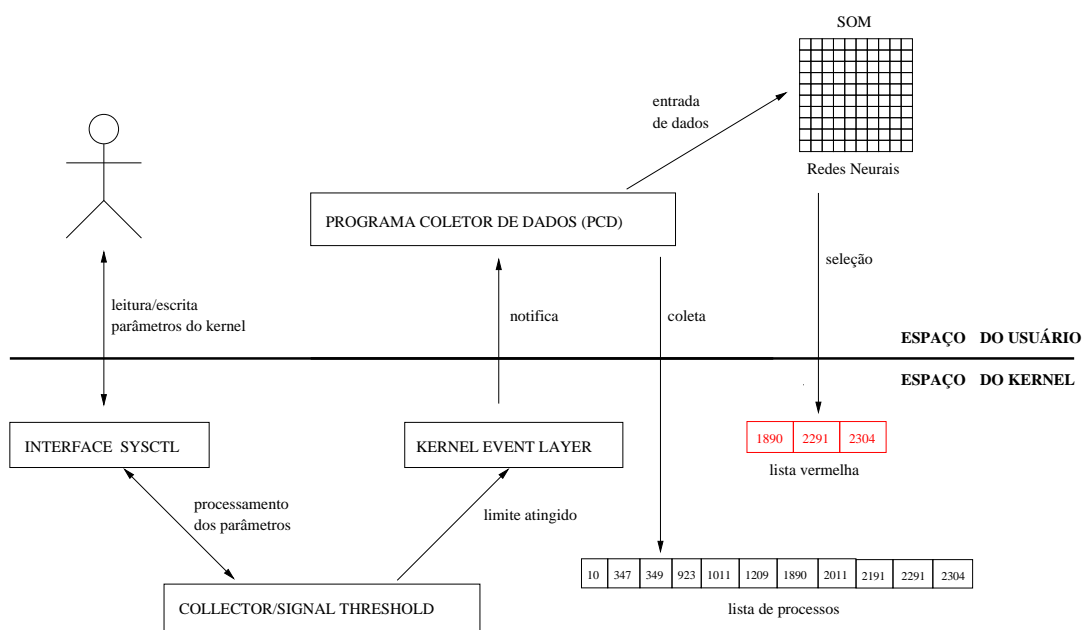 SOM
entrada
de dados
Redes Neurais
PROGRAMA COLETOR DE DADOS (PCD)
seleção
leitura/escrita
parâmetros do kernel
notifica
coleta
ESPAÇO DO USUÁRIO
ESPAÇO DO KERNEL
INTERFACE SYSCTL
KERNEL EVENT LAYER
1890 2291 2304
lista vermelha
processamento
dos parâmetros
limite atingido
10 347 349 923 1011 1209 1890 2011 2191 2291 2304
COLLECTOR/SIGNAL THRESHOLD
lista de processos